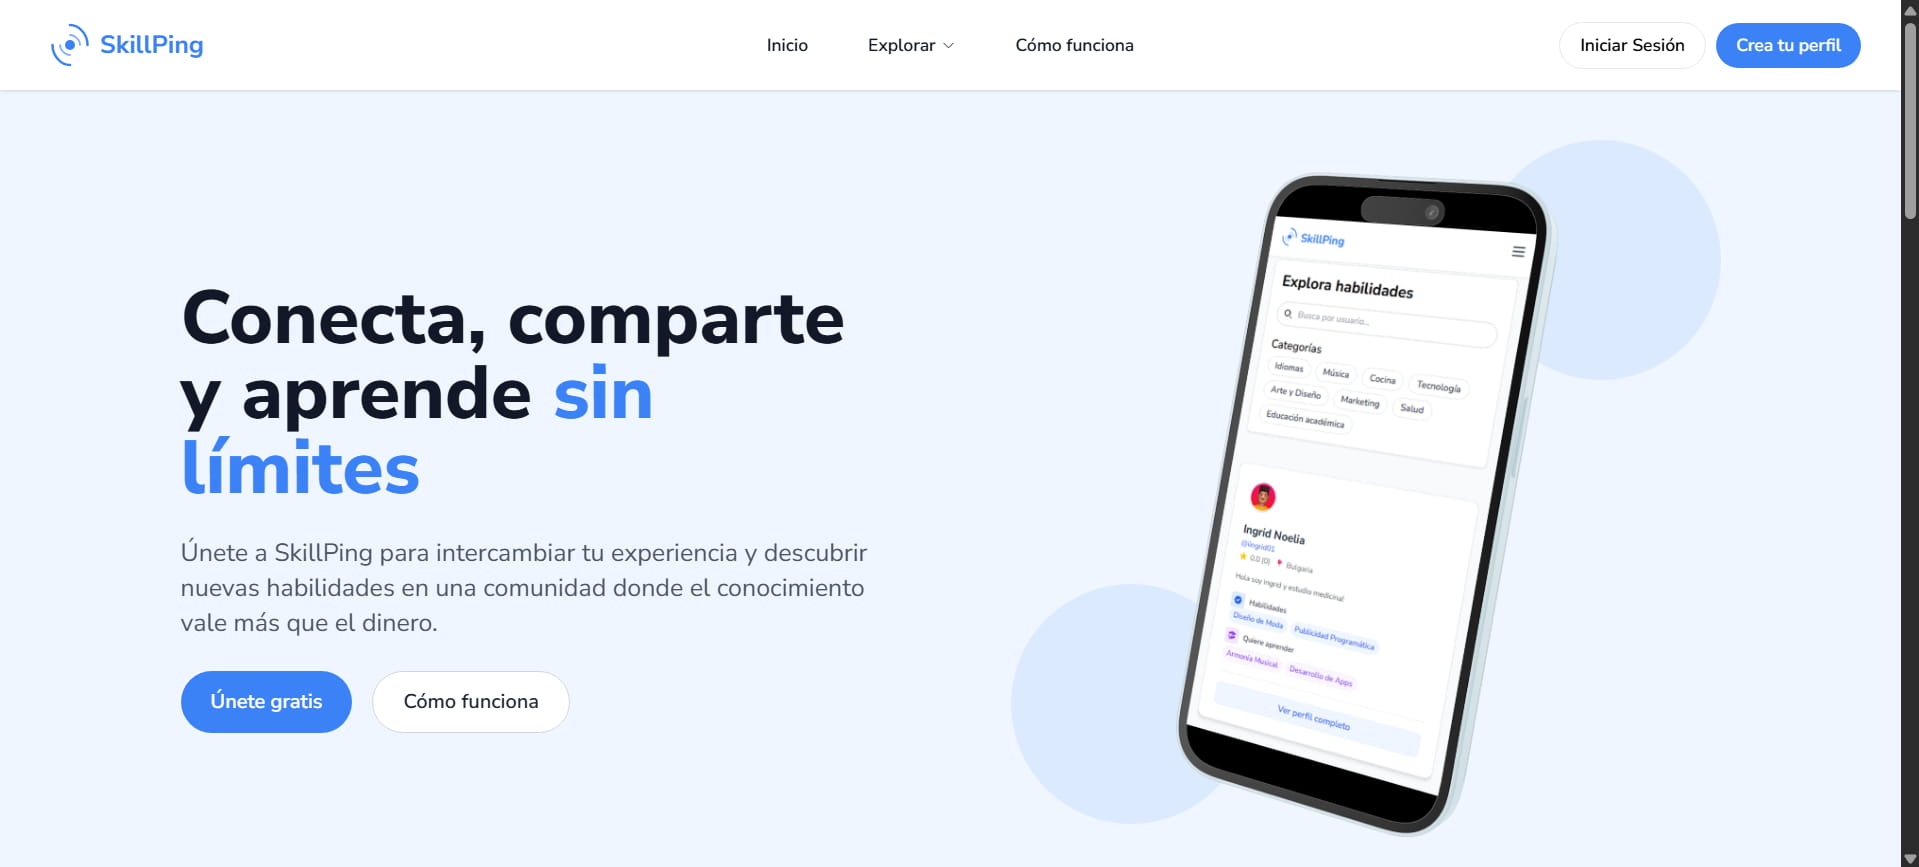 SkillPing
Inicio
Explorar
Cómo funciona
Iniciar Sesión
Crea tu perfil
Conecta, comparte
y aprende sin
límites
Únete a SkillPing para intercambiar tu experiencia y descubrir
nuevas habilidades en una comunidad donde el conocimiento
vale más que el dinero.
Únete gratis
Cómo funciona
SkillPing
Explora habilidades
Busca por usuario...
Categorías
Idiomas
Música
Cocina
Tecnología
Arte y Diseño
Marketing
Salud
Educación académica
Ingrid Noelia
@iingrid01
0.0 (0)
Bulgaria
Hola soy ingrid y estudio medicina!
Habilidades
Diseño de Moda
Publicidad Programática
Quiere aprender
Armonía Musical
Desarrollo de Apps
Ver perfil completo